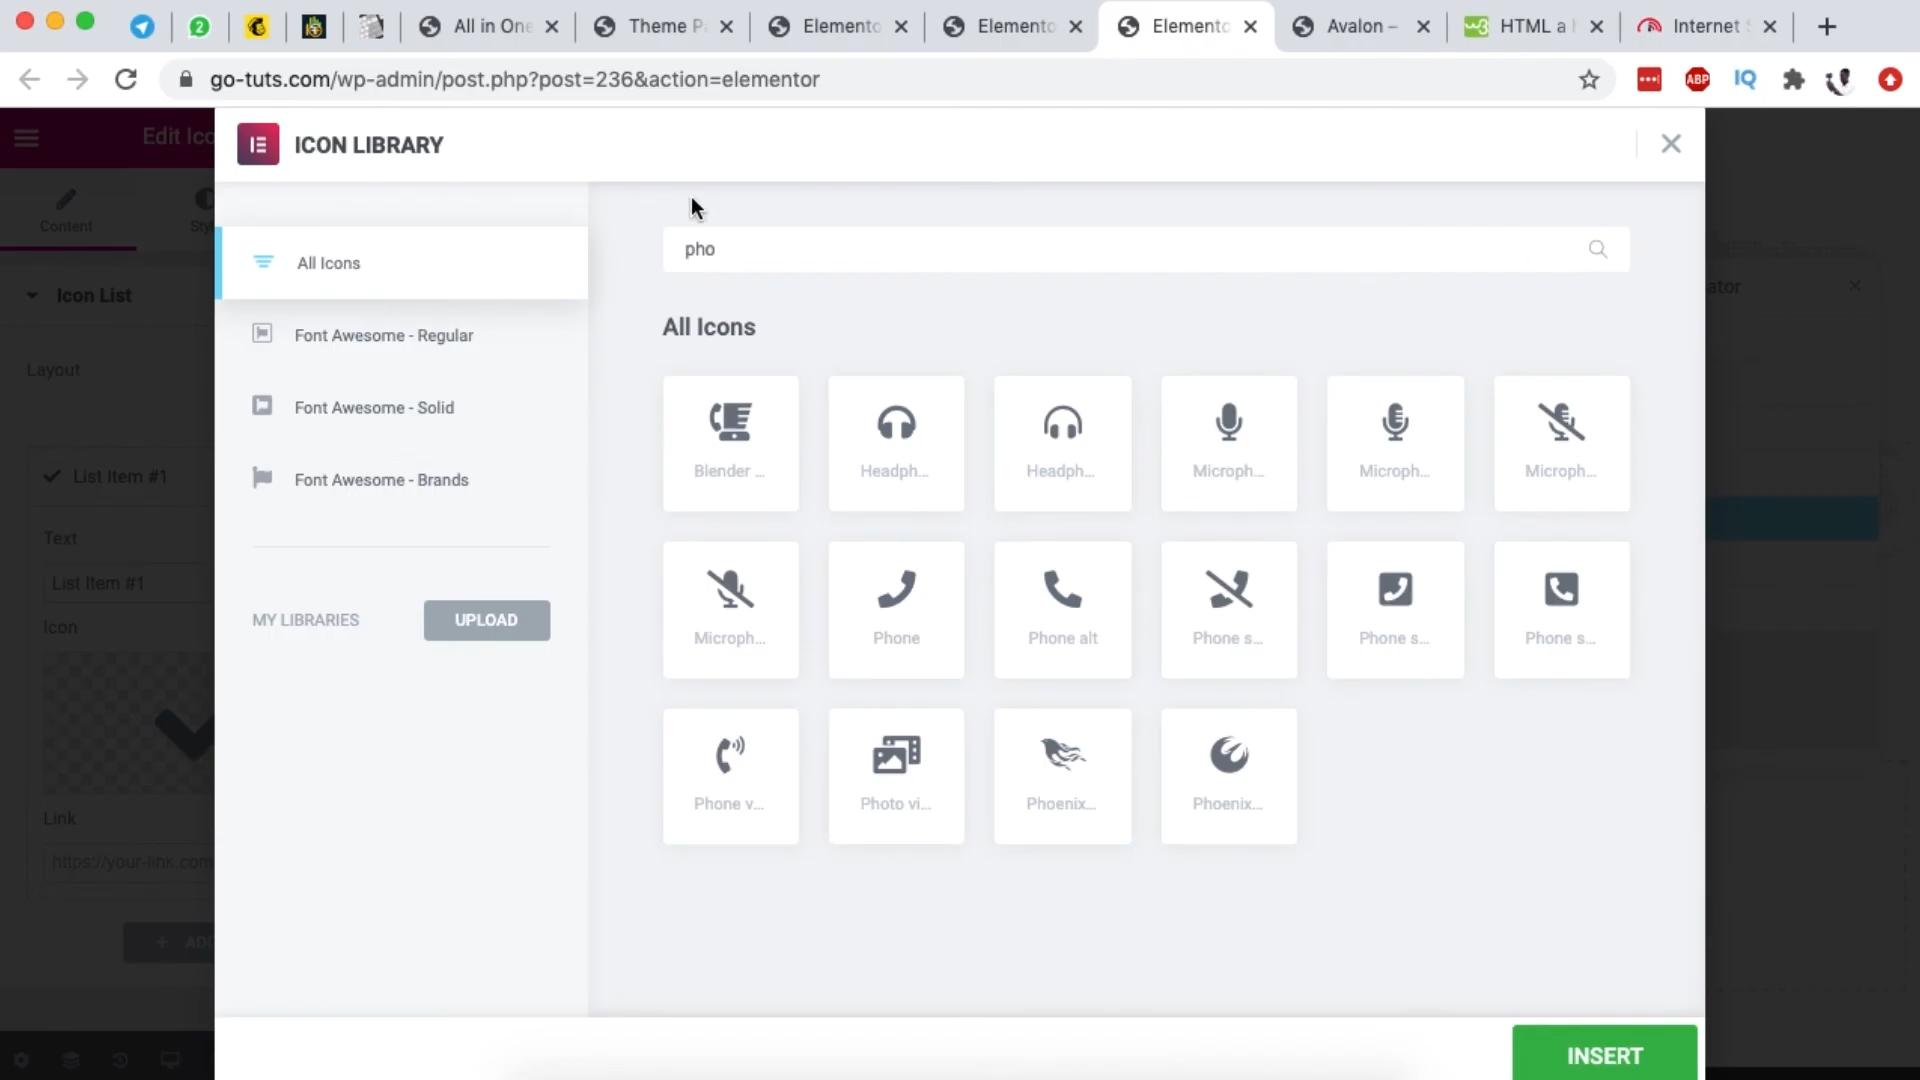 All in One
Theme P
Elemento
Elemento
Elemento
Avalon –
HTML a
Internet
2
go-tuts.com/wp-admin/post.php?post=236&action=elementor
ABP
IQ
Edit Ico
ICON LIBRARY
Content
Sty
pho
All Icons
Font Awesome - Regular
Font Awesome - Solid
Font Awesome - Brands
MY LIBRARIES
UPLOAD
Icon List
Layout
List Item #1
Text
List Item #1
Icon
Link
https://your-link.com
ator
All Icons
Blender ...
Headph...
Headph...
Microph...
Microph...
Microph...
Microph...
Phone
Phone alt
Phone s...
Phone s...
Phone s...
Phone v...
Photo vi...
Phoenix...
Phoenix...
INSERT